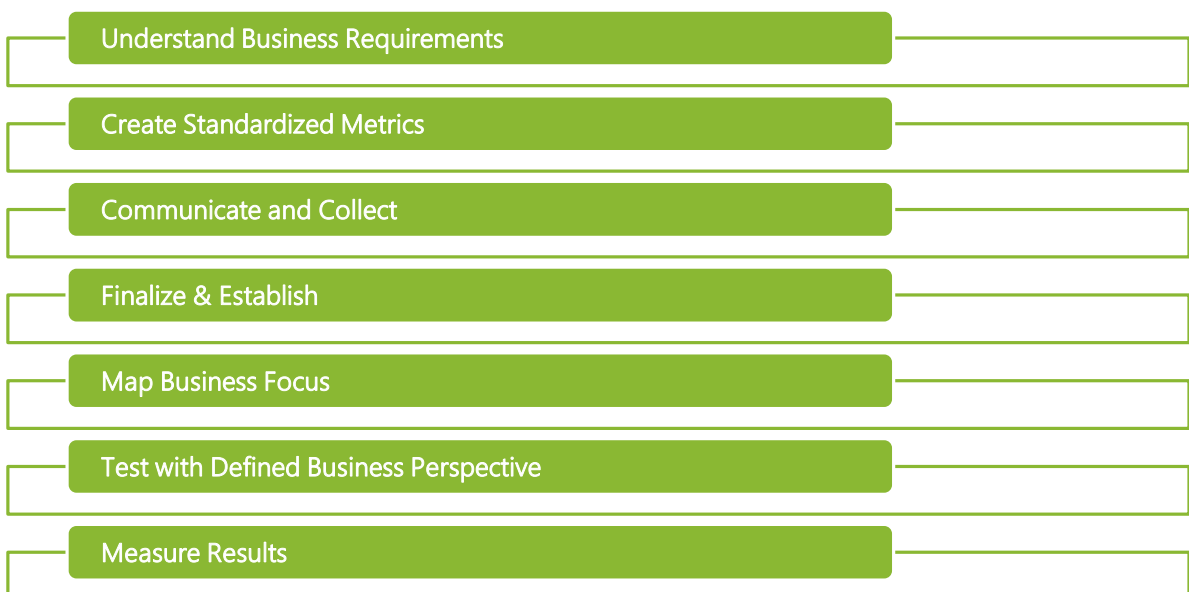 Understand Business Requirements
Create Standardized Metrics
Communicate and Collect
Finalize & Establish
Map Business Focus
Test with Defined Business Perspective
Measure Results